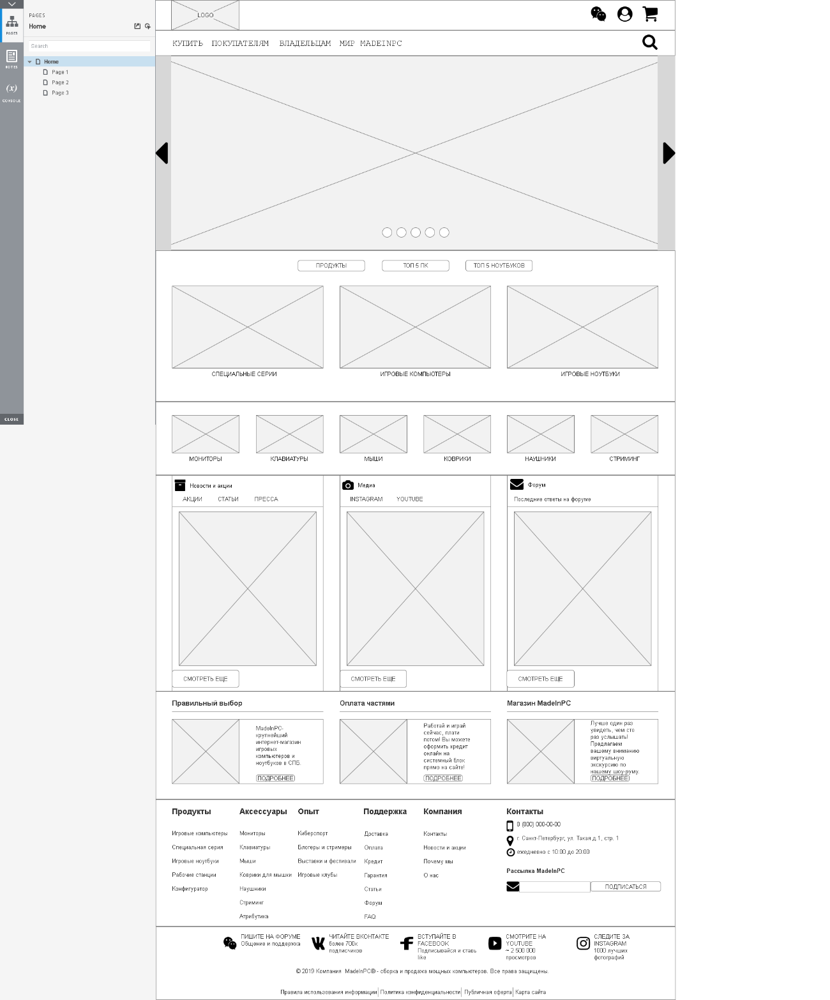 PAGES
Home
Search
Home
Page 1
Page 2
Page 3
PAGES
NOTES
(x)
CONSOLE
CLOSE
LOGO
КУПИТЬ ПОКУПАТЕЛЯМ ВЛАДЕЛЬЦАМ МИР MADEINPC
ПРОДУКТЫ ТОП 5 ПК ТОП 5 НОУТБУКОВ
СПЕЦИАЛЬНЫЕ СЕРИИ ИГРОВЫЕ КОМПЬЮТЕРЫ ИГРОВЫЕ НОУТБУКИ
МОНИТОРЫ КЛАВИАТУРЫ МЫШИ КОВРИКИ НАУШНИКИ СТРИМИНГ
Новости и акции
АКЦИИ СТАТЬИ ПРЕССА
СМОТРЕТЬ ЕЩЕ
Медиа
INSTAGRAM YOUTUBE
СМОТРЕТЬ ЕЩЕ
Форум
Последние ответы на форуме
СМОТРЕТЬ ЕЩЕ
Правильный выбор
MadeInPC-
крупнейший
интернет-магазин
игровых
компьютеров и
ноутбуков в СПБ.
ПОДРОБНЕЕ
Оплата частями
Работай и играй
сейчас, плати
потом! Вы можете
оформить кредит
онлайн на
системный блок
прямо на сайте!
ПОДРОБНЕЕ
Магазин MadeInPC
Лучше один раз
увидеть, чем сто
раз услышать!
Предлагаем
вашему вниманию
виртуальную
экскурсию по
нашему шоу-руму.
ПОДРОБНЕЕ
Продукты
Игровые компьютеры
Специальная серия
Игровые ноутбуки
Рабочие станции
Конфигуратор
Аксессуары
Мониторы
Клавиатуры
Мыши
Коврики для мышки
Наушники
Стриминг
Атрибутика
Опыт
Киберспорт
Блогеры и стримеры
Выставки и фестивали
Игровые клубы
Поддержка
Доставка
Оплата
Кредит
Гарантия
Статьи
Форум
FAQ
Компания
Контакты
Новости и акции
Почему мы
О нас
Контакты
8 (800) 000-00-00
г. Санкт-Петербург, ул. Такая д.1, стр. 1
ежедневно с 10:00 до 20:00
Рассылка MadeInPC
ПОДПИСАТЬСЯ
ПИШИТЕ НА ФОРУМЕ
Общение и поддержка
ЧИТАЙТЕ ВКОНТАКТЕ
более 700к
подписчиков
ВСТУПАЙТЕ В
FACEBOOK
Подписывайся и ставь
like
СМОТРИТЕ НА
YOUTUBE
~ 2 500 000
просмотров
СЛЕДИТЕ ЗА
INSTAGRAM
1000 лучших
фотографий
© 2019 Компания MadeInPC® - сборка и продажа мощных компьютеров. Все права защищены.
Правила использования информации Политика конфиденциальности Публичная оферта Карта сайта